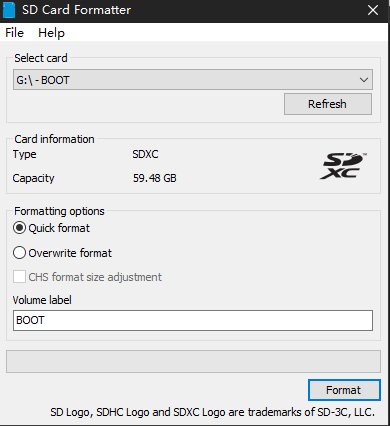 SD Card Formatter
File Help
Select card
G:\ - BOOT
Refresh
Card information
Type SDXC
Capacity 59.48 GB
SD XC
Formatting options
Quick format
Overwrite format
CHS format size adjustment
Volume label
BOOT
Format
SD Logo, SDHC Logo and SDXC Logo are trademarks of SD-3C, LLC.